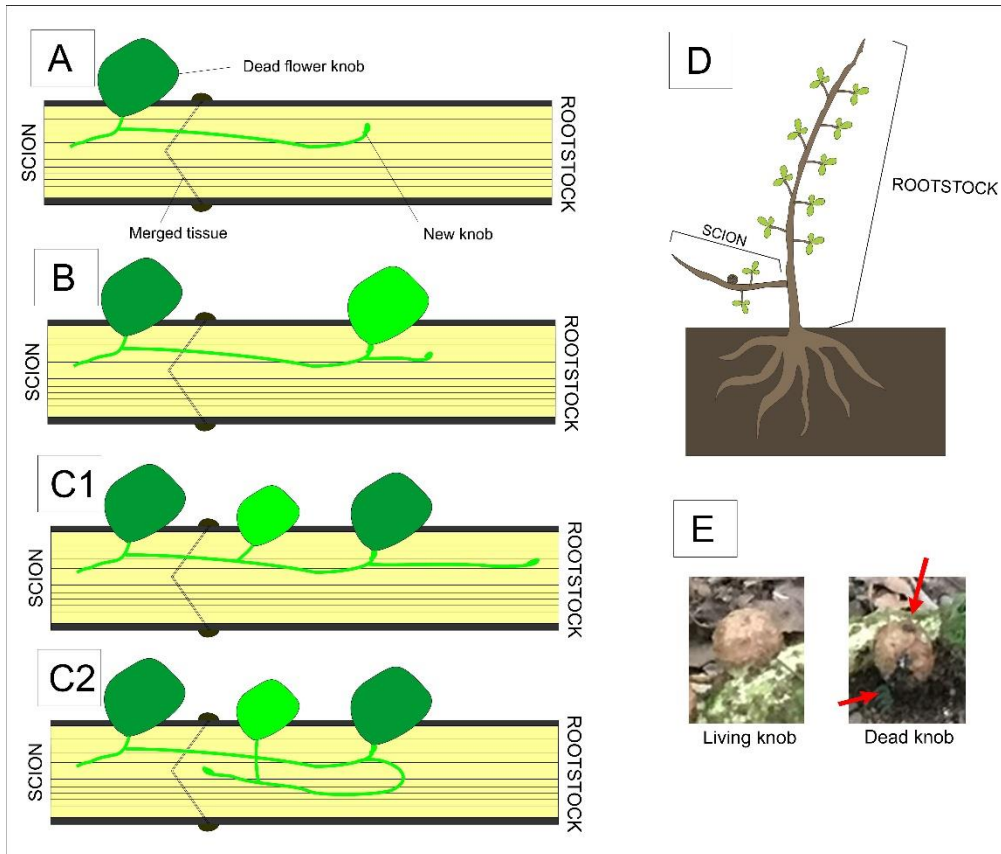 A
Dead flower knob
SCION
ROOTSTOCK
Merged tissue
New knob
B
SCION
ROOTSTOCK
C1
SCION
ROOTSTOCK
C2
SCION
ROOTSTOCK
D
ROOTSTOCK
SCION
E
Living knob
Dead knob